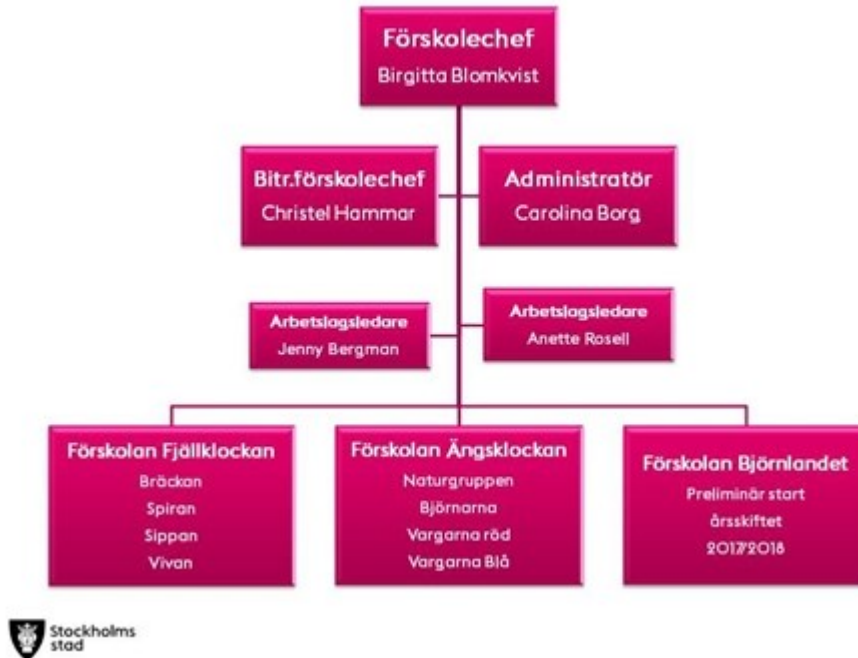 Förskolechef
Birgitta Blomkvist
Bitr.förskolechef
Christel Hammar
Administratör
Carolina Borg
Arbetslagsledare
Jenny Bergman
Arbetslagsledare
Anette Rosell
Förskolan Fjällklockan
Bräckan
Spiran
Sippan
Vivan
Förskolan Ängsklockan
Naturgruppen
Björnarna
Vargarna röd
Vargarna Blå
Förskolan Björnlandet
Preliminär start
årsskiftet
2017/2018
Stockholms
stad